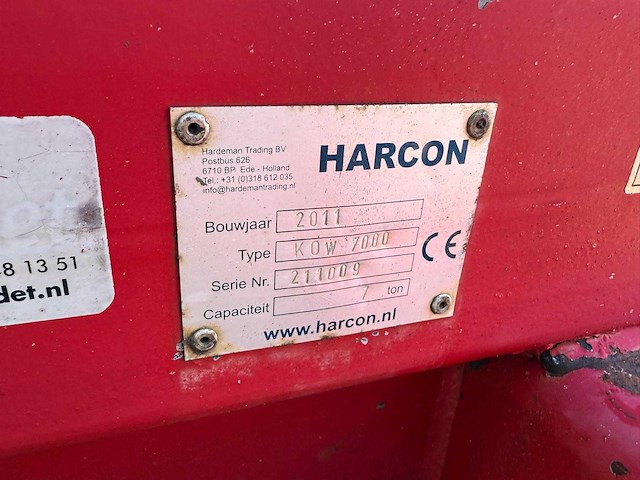 Hardeman Trading BV
Postbus 626
6710 BP Ede - Holland
Tel.: +31 (0)318 612 035
info@hardemantrading.nl
HARCON
Bouwjaar 2011
Type KOW 7000
Serie Nr. 211009
Capaciteit 7 ton
CE
www.harcon.nl
8 13 51
det.nl